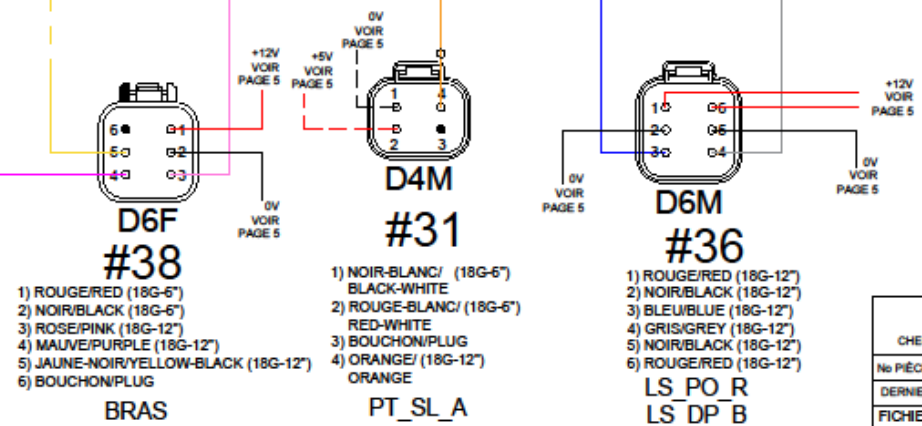 +12V
VOIR
PAGE 5
6
1
5
2
4
3
0V
VOIR
PAGE 5
D6F
#38
1) ROUGE/RED (18G-6")
2) NOIR/BLACK (18G-6")
3) ROSE/PINK (18G-12")
4) MAUVE/PURPLE (18G-12")
5) JAUNE-NOIR/YELLOW-BLACK (18G-12")
6) BOUCHON/PLUG
BRAS
0V
VOIR
PAGE 5
+5V
VOIR
PAGE 5
1
4
2
3
D4M
#31
1) NOIR-BLANC/ (18G-6")
BLACK-WHITE
2) ROUGE-BLANC/ (18G-6")
RED-WHITE
3) BOUCHON/PLUG
4) ORANGE/ (18G-12")
ORANGE
PT_SL_A
+12V
VOIR
PAGE 5
1
6
2
5
3
4
0V
VOIR
PAGE 5
0V
VOIR
PAGE 5
D6M
#36
1) ROUGE/RED (18G-12")
2) NOIR/BLACK (18G-12")
3) BLEU/BLUE (18G-12")
4) GRIS/GREY (18G-12")
5) NOIR/BLACK (18G-12")
6) ROUGE/RED (18G-12")
LS_PO_R
LS_DP_B
CHE
No PIÈC
DERNIE
FICHIE